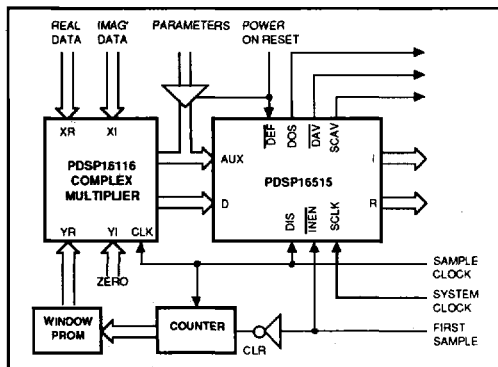 REAL DATA
IMAG' DATA
PARAMETERS
POWER ON RESET
XR
XI
PDSP16116
COMPLEX
MULTIPLIER
YR
YI
CLK
ZERO
AUX
D
DEF
DOS
DAV
SCAV
PDSP16515
I
R
DIS
INEN
SCLK
SAMPLE
CLOCK
SYSTEM
CLOCK
FIRST
SAMPLE
WINDOW
PROM
COUNTER
CLR